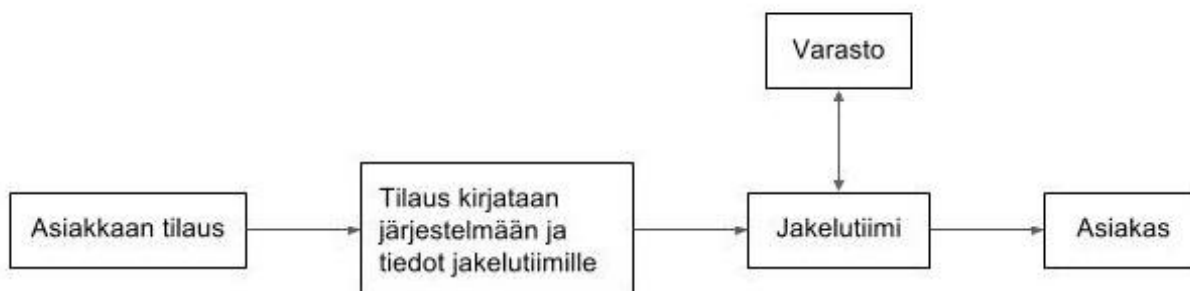 Varasto
Asiakkaan tilaus
Tilaus kirjataan
järjestelmään ja
tiedot jakelutiimille
Jakelutiimi
Asiakas